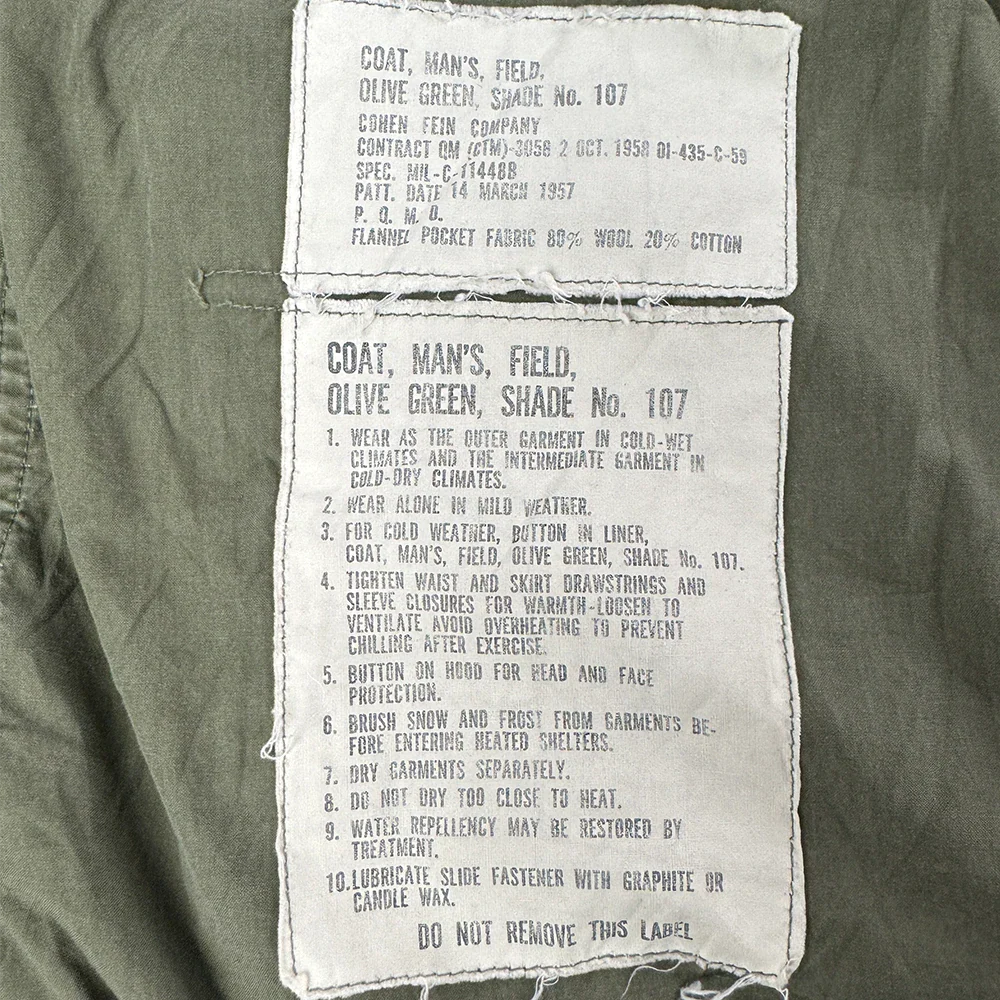 COAT, MAN'S, FIELD,
OLIVE GREEN, SHADE No. 107
COHEN FEIN COMPANY
CONTRACT QM (CTM)-3056 2 OCT. 1958 OI-435-C-59
SPEC. MIL-C-11448B
PATT. DATE 14 MARCH 1957
P. Q. M. D.
FLANNEL POCKET FABRIC 80% WOOL 20% COTTON
COAT, MAN'S, FIELD,
OLIVE GREEN, SHADE No. 107
1. WEAR AS THE OUTER GARMENT IN COLD-WET
CLIMATES AND THE INTERMEDIATE GARMENT IN
COLD-DRY CLIMATES.
2. WEAR ALONE IN MILD WEATHER.
3. FOR COLD WEATHER, BUTTON IN LINER,
COAT, MAN'S, FIELD, OLIVE GREEN, SHADE No. 107.
4. TIGHTEN WAIST AND SKIRT DRAWSTRINGS AND
SLEEVE CLOSURES FOR WARMTH-LOOSEN TO
VENTILATE AVOID OVERHEATING TO PREVENT
CHILLING AFTER EXERCISE.
5. BUTTON ON HOOD FOR HEAD AND FACE
PROTECTION.
6. BRUSH SNOW AND FROST FROM GARMENTS BE-
FORE ENTERING HEATED SHELTERS.
7. DRY GARMENTS SEPARATELY.
8. DO NOT DRY TOO CLOSE TO HEAT.
9. WATER REPELLENCY MAY BE RESTORED BY
TREATMENT.
10. LUBRICATE SLIDE FASTENER WITH GRAPHITE OR
CANDLE WAX.
DO NOT REMOVE THIS LABEL